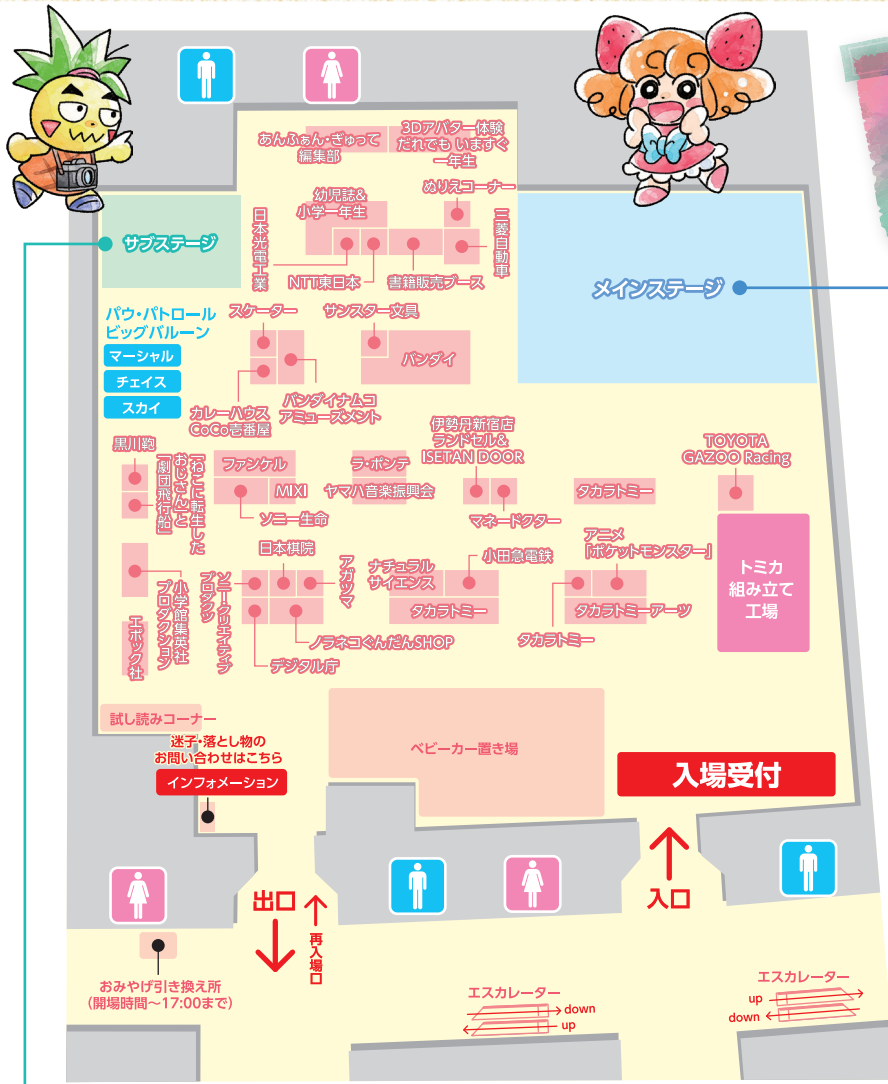 あんふぁん・ぎゅって
編集部
3Dアバター体験
だれでも いますぐ
一年生
ぬりえコーナー
幼児誌&
小学一年生
日本光電工業
三菱自動車
NTT東日本
書籍販売ブース
サブステージ
メインステージ
パウ・パトロール
ビッグバルーン
マーシャル
チェイス
スカイ
スケーター
サンスター文具
バンダイ
カレーハウス
CoCo壱番屋
バンダイナムコ
アミューズメント
伊勢丹新宿店
ランドセル&
ISETAN DOOR
TOYOTA
GAZOO Racing
黒川鞄
「ねこに転生した
おじさん」と
「劇団飛行船」
ファンケル
MIXI
ソニー生命
ラ・ポンテ
ヤマハ音楽振興会
マネードクター
タカラトミー
トミカ
組み立て
工場
小学館集英社
プロダクション
エポック社
ソニー・クリエイティブ
プロダクツ
日本棋院
アガツマ
ノラネコぐんだんSHOP
デジタル庁
ナチュラル
サイエンス
小田急電鉄
タカラトミー
アニメ
「ポケットモンスター」
タカラトミーアーツ
タカラトミー
試し読みコーナー
迷子・落とし物の
お問い合わせはこちら
インフォメーション
ベビーカー置き場
入場受付
出口
再入場口
入口
おみやげ引き換え所
(開場時間〜17:00まで)
エスカレーター
down
up
エスカレーター
up
down